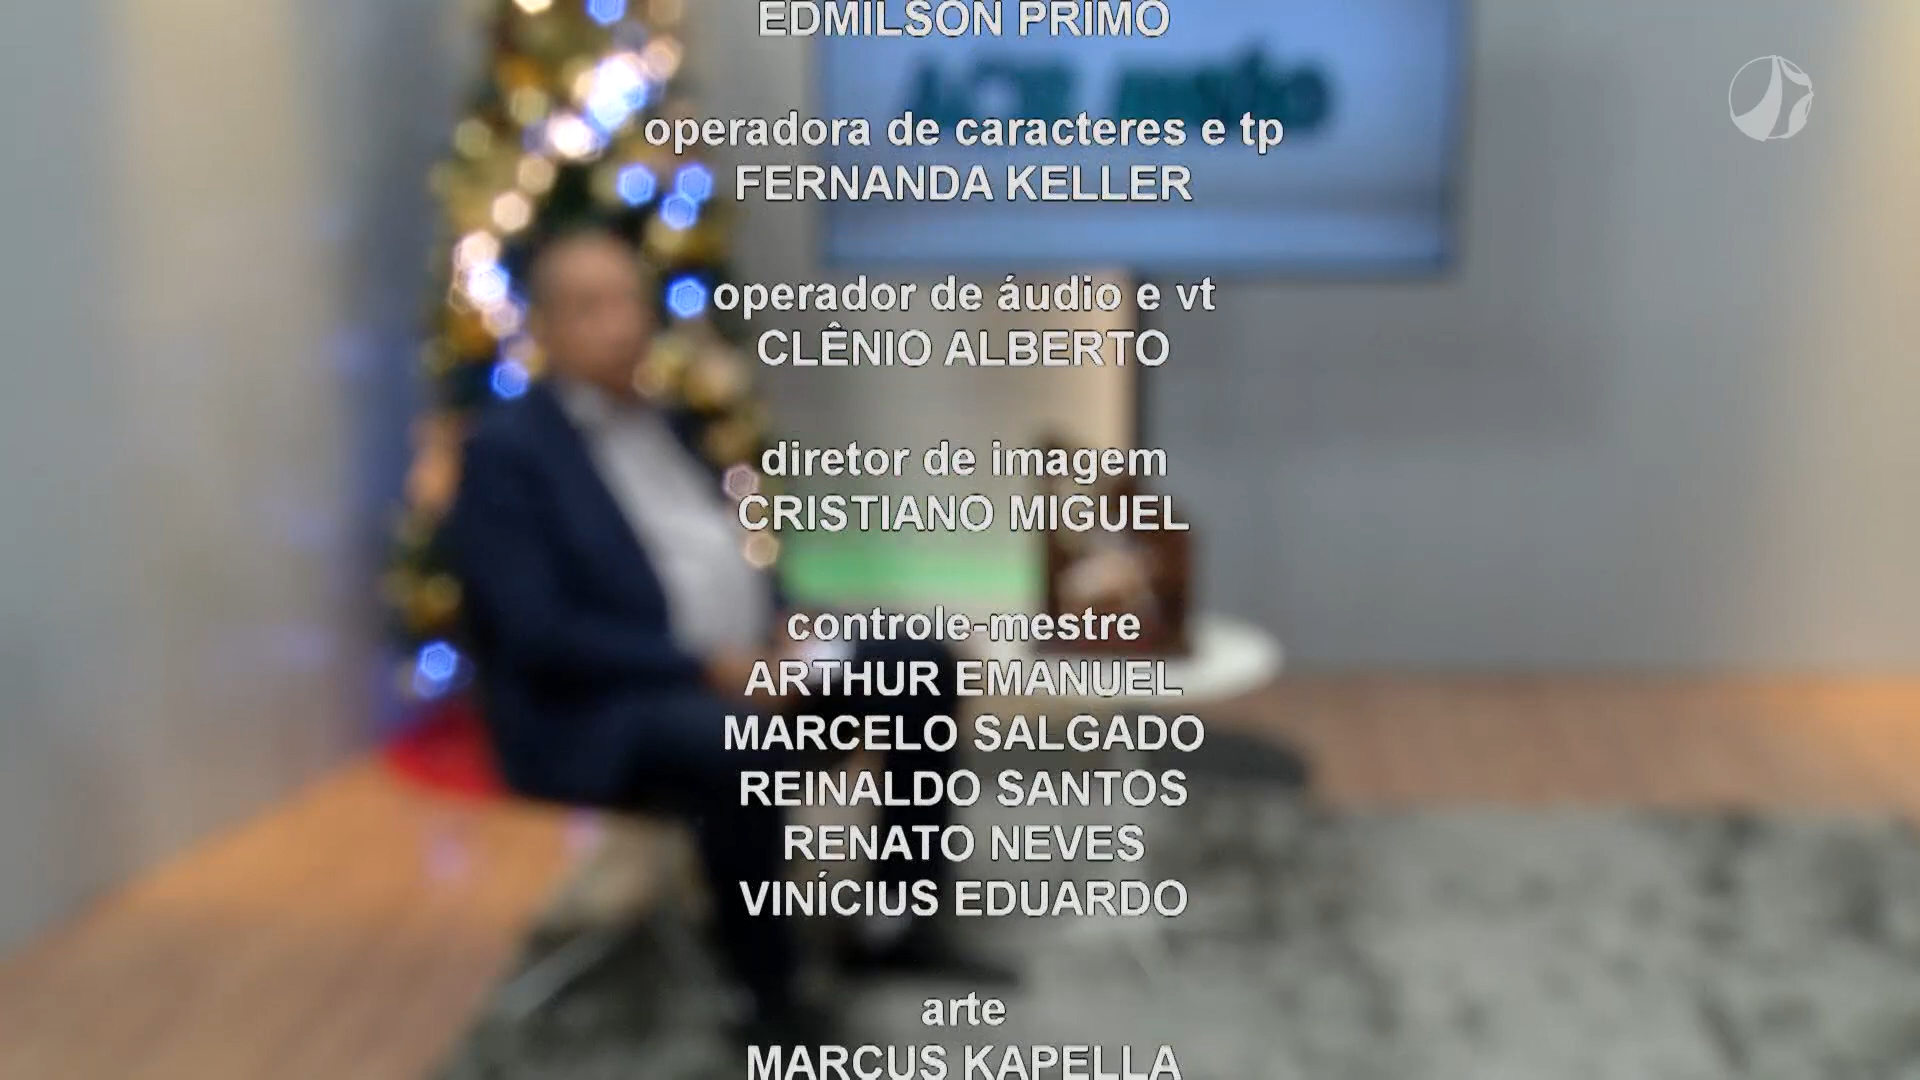 EDMILSON PRIMO
operadora de caracteres e tp
FERNANDA KELLER
operador de áudio e vt
CLÊNIO ALBERTO
diretor de imagem
CRISTIANO MIGUEL
controle-mestre
ARTHUR EMANUEL
MARCELO SALGADO
REINALDO SANTOS
RENATO NEVES
VINÍCIUS EDUARDO
arte
MARCUS KAPELLA